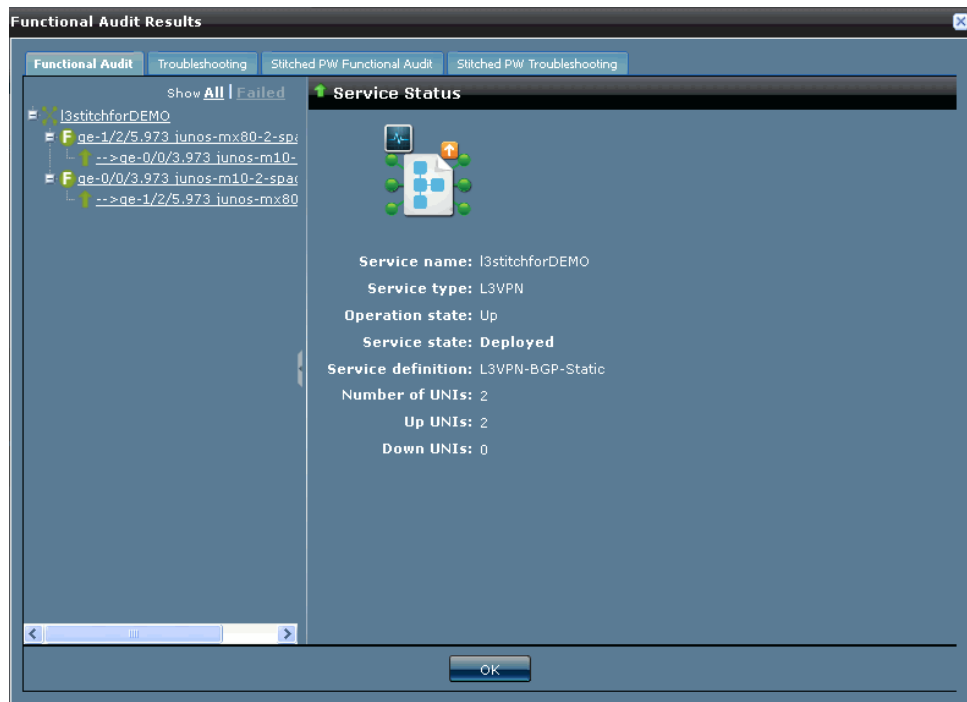 Functional Audit Results
Functional Audit
Troubleshooting
Stitched PW Functional Audit
Stitched PW Troubleshooting
Show All | Failed
l3stitchforDEMO
F ge-1/2/5.973 junos-mx80-2-spa
-->ge-0/0/3.973 junos-m10-
F ge-0/0/3.973 junos-m10-2-spac
-->ge-1/2/5.973 junos-mx80
Service Status
Service name: l3stitchforDEMO
Service type: L3VPN
Operation state: Up
Service state: Deployed
Service definition: L3VPN-BGP-Static
Number of UNIs: 2
Up UNIs: 2
Down UNIs: 0
OK